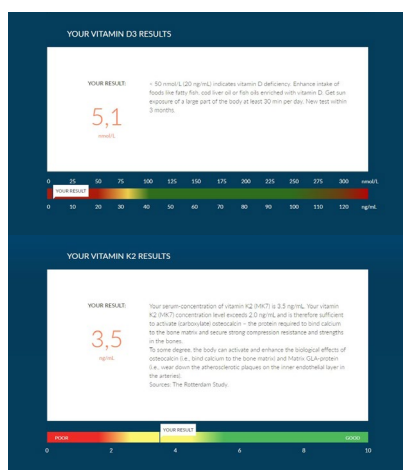 YOUR VITAMIN D3 RESULTS
YOUR RESULT:
5,1
nmol/L
< 50 nmol/L (20 ng/mL) indicates vitamin D deficiency. Enhance intake of
foods like fatty fish, cod liver oil or fish oils enriched with vitamin D. Get sun
exposure of a large part of the body at least 30 min per day. New test within
3 months
0 25 50 75 100 125 150 175 200 225 250 275 300 nmol/L
YOUR RESULT
0 10 20 30 40 50 60 70 80 90 100 110 120 ng/mL
YOUR VITAMIN K2 RESULTS
YOUR RESULT:
3,5
ng/mL
Your serum-concentration of vitamin K2 (MK7) is 3.5 ng/mL. Your vitamin
K2 (MK7) concentration level exceeds 2.0 ng/mL and is therefore sufficient
to activate (carboxylate) osteocalcin – the protein required to bind calcium
to the bone matrix and secure strong compression resistance and strengths
in the bones.
To some degree, the body can activate and enhance the biological effects of
osteocalcin (i.e., bind calcium to the bone matrix) and Matrix GLA-protein
(i.e., wear down the atherosclerotic plaques on the inner endothelial layer in
the arteries).
Sources: The Rotterdam Study.
YOUR RESULT
POOR GOOD
0 2 4 6 8 10